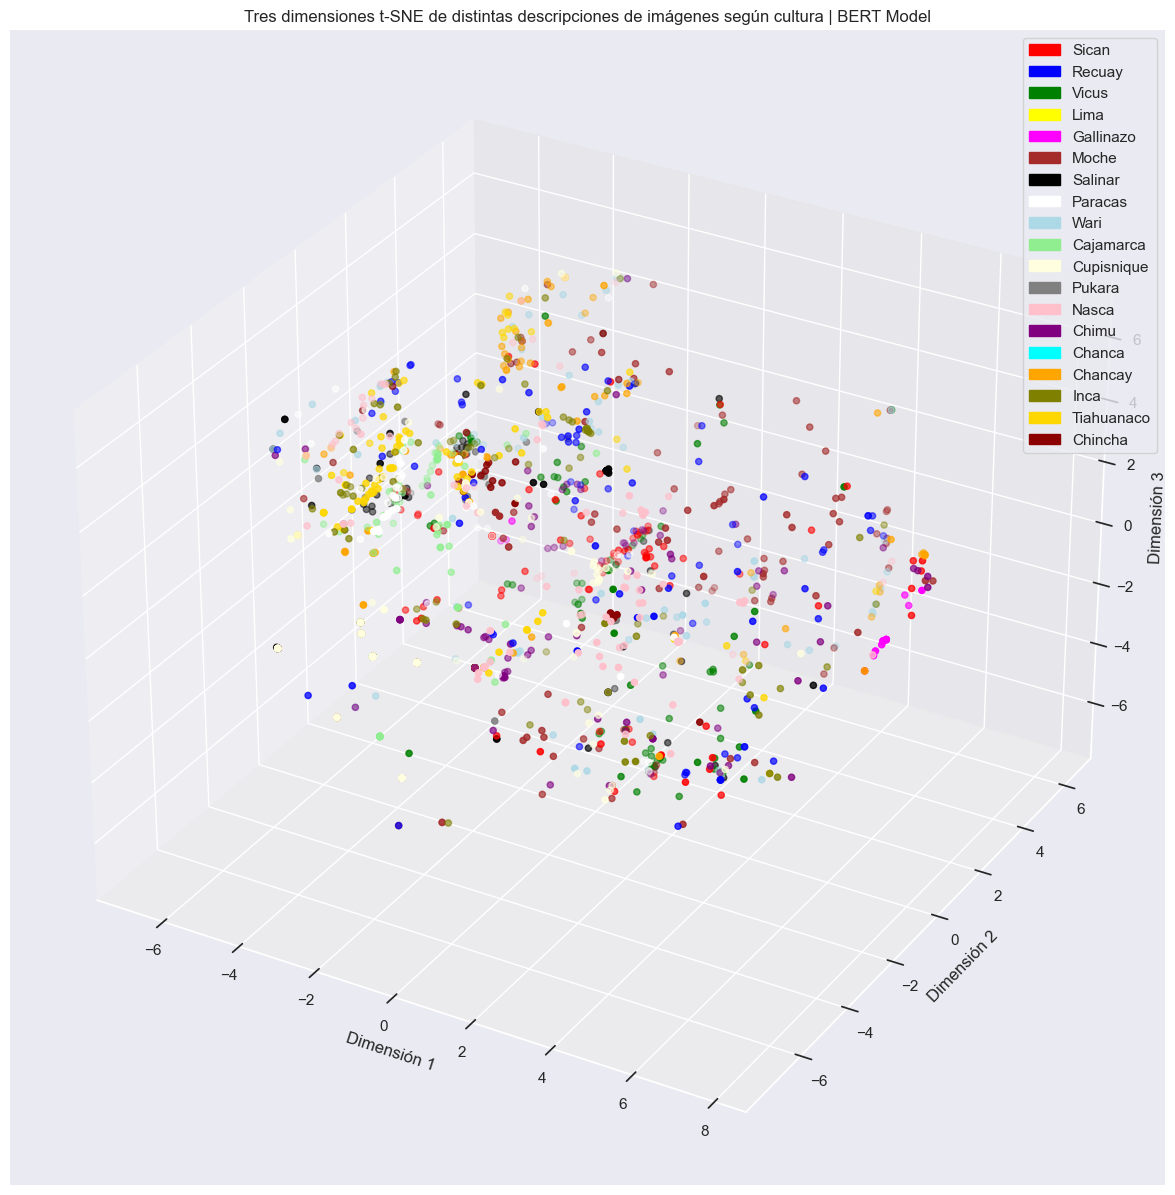 Tres dimensiones t-SNE de distintas descripciones de imágenes según cultura | BERT Model
Sican
Recuay
Vicus
Lima
Gallinazo
Moche
Salinar
Paracas
Wari
Cajamarca
Cupisnique
Pukara
Nasca
Chimu
Chanca
Chancay
Inca
Tiahuanaco
Chincha
6
4
2
0
−2
−4
−6
Dimensión 3
6
4
2
0
−2
−4
−6
Dimensión 2
−6
−4
−2
0
2
4
6
8
Dimensión 1